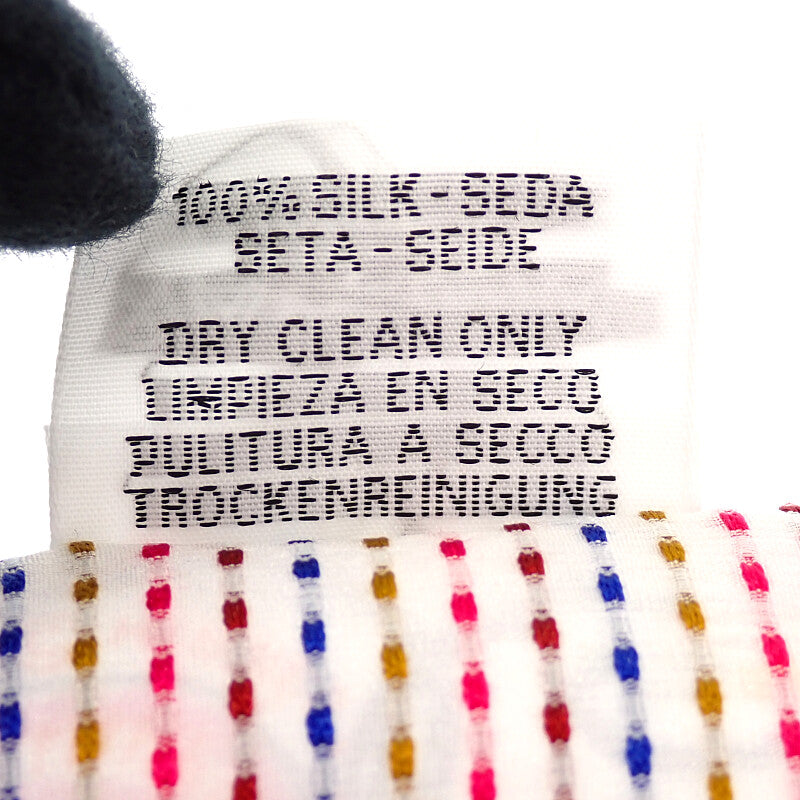 100% SILK-SEDA
SETA-SEIDE
DRY CLEAN ONLY
LIMPIEZA EN SECO
PULITURA A SECCO
TROCKENREINIGUNG